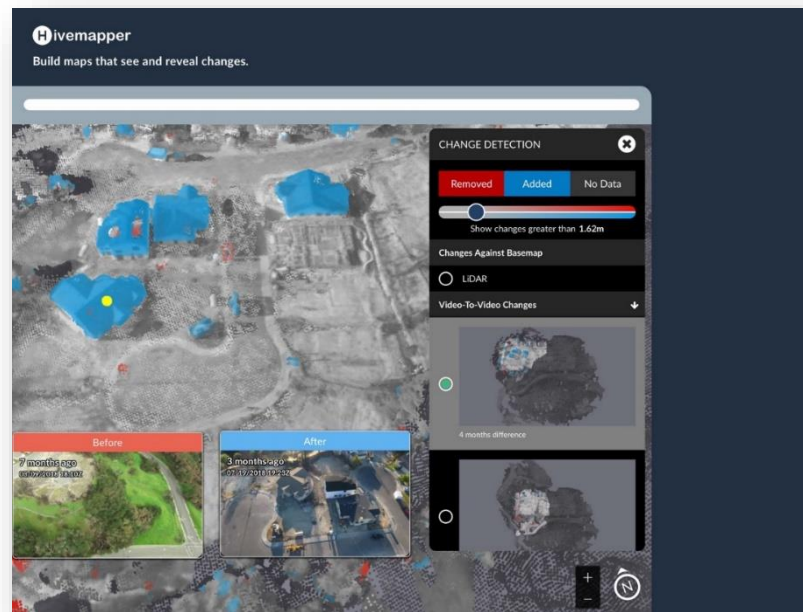 Hivemapper
Build maps that see and reveal changes.
CHANGE DETECTION
Removed
Added
No Data
Show changes greater than 1.62m
Changes Against Basemap
LiDAR
Video-To-Video Changes
4 months difference
Before
7 months ago
After
3 months ago
+
−
N